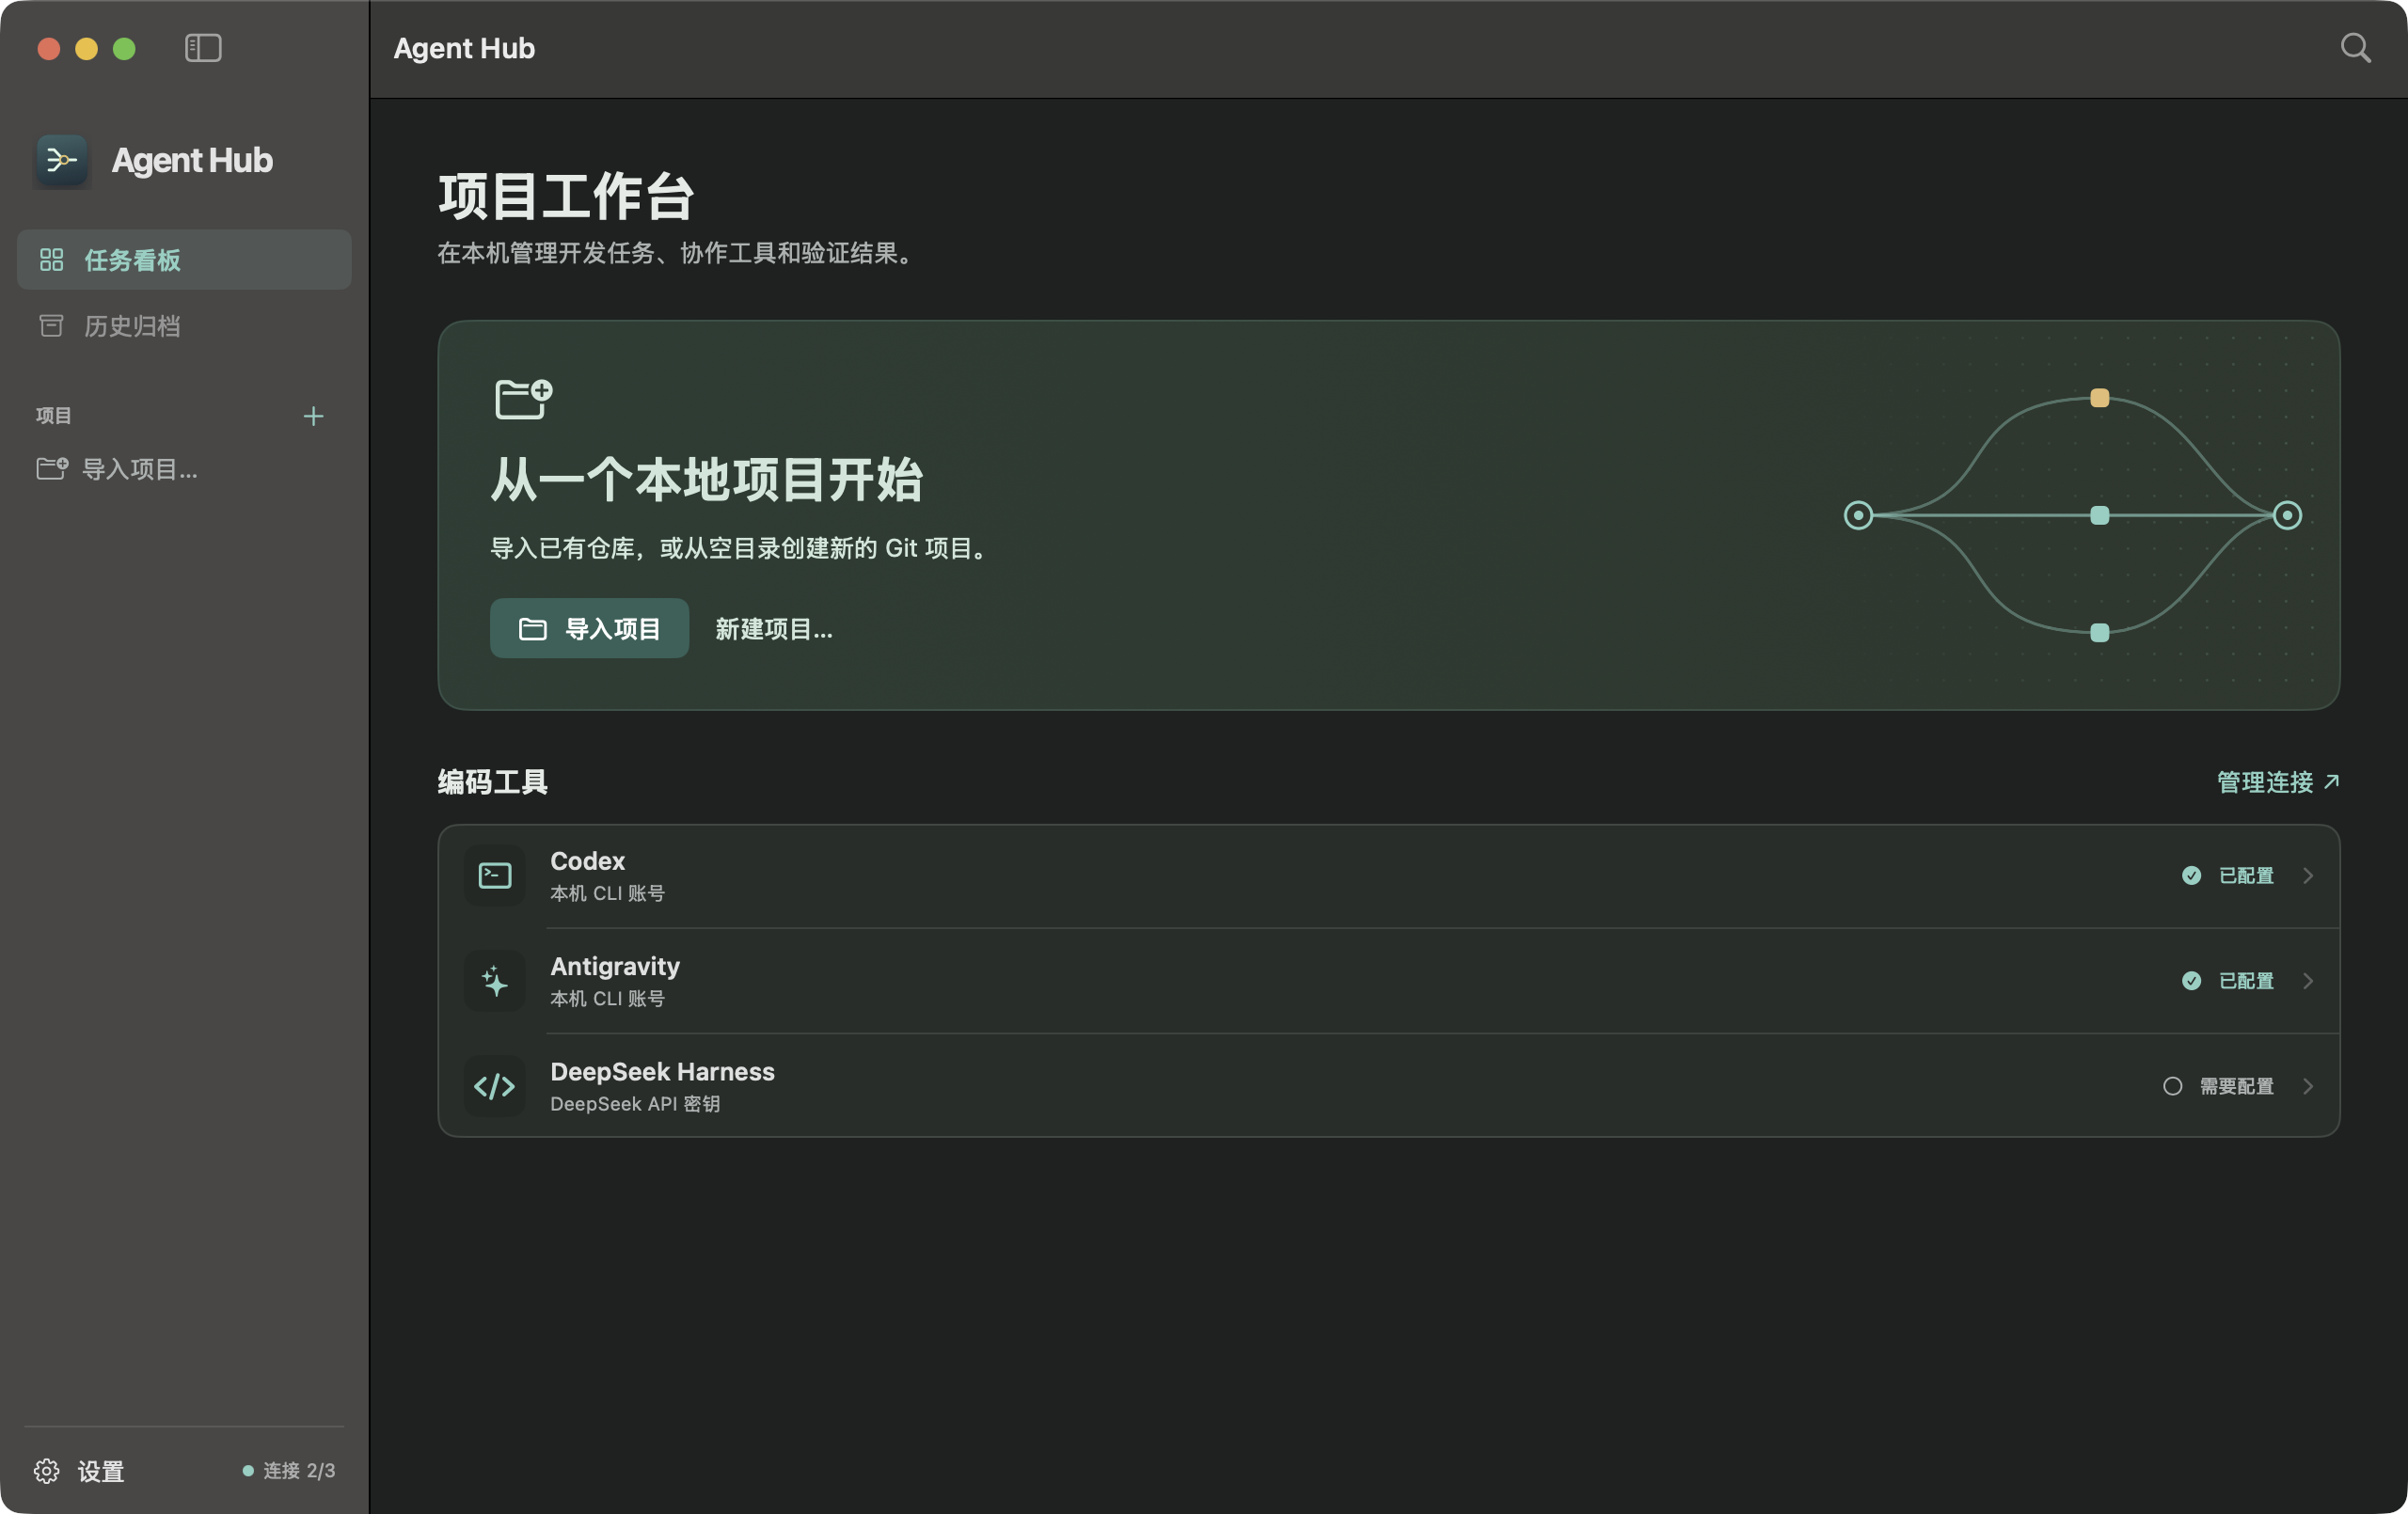 Agent Hub
Agent Hub
任务看板
历史归档
项目
导入项目...
设置
连接 2/3
项目工作台
在本机管理开发任务、协作工具和验证结果。
从一个本地项目开始
导入已有仓库，或从空目录创建新的 Git 项目。
导入项目
新建项目...
编码工具
管理连接
Codex
本机 CLI 账号
已配置
Antigravity
本机 CLI 账号
已配置
DeepSeek Harness
DeepSeek API 密钥
需要配置